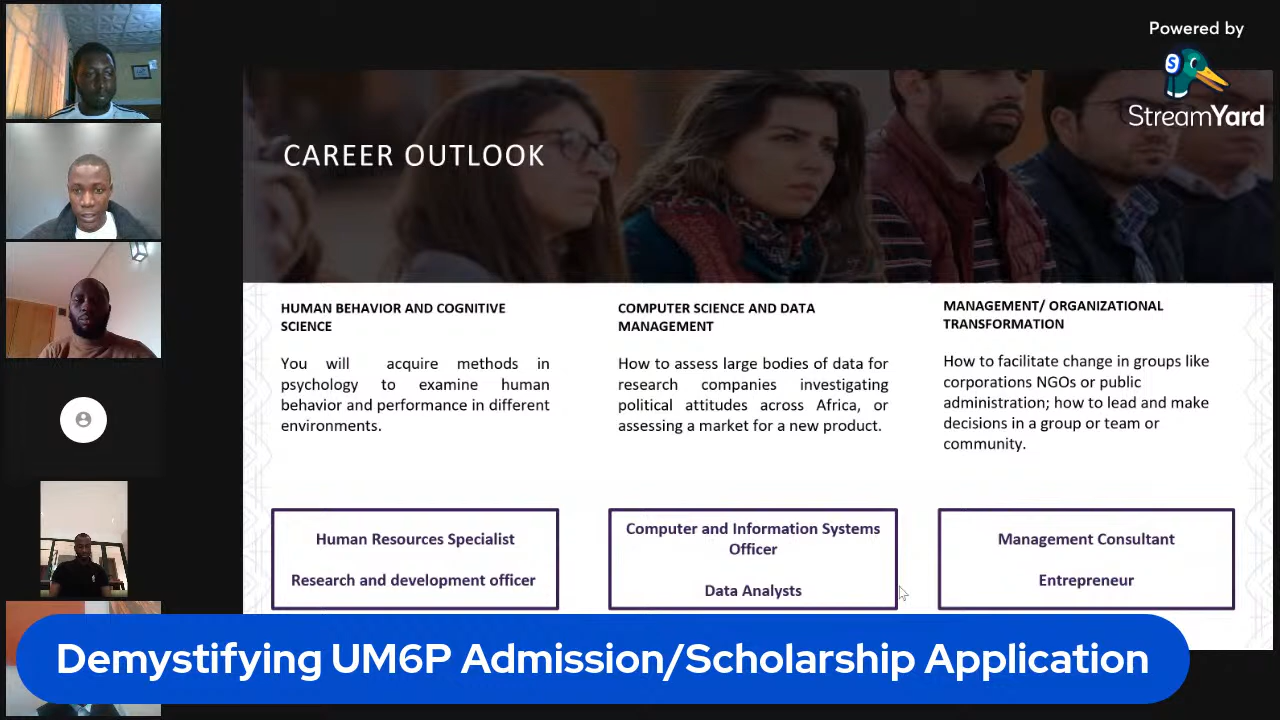 Powered by
S
StreamYard
CAREER OUTLOOK
HUMAN BEHAVIOR AND COGNITIVE
SCIENCE
You will acquire methods in
psychology to examine human
behavior and performance in different
environments.
Human Resources Specialist
Research and development officer
COMPUTER SCIENCE AND DATA
MANAGEMENT
How to assess large bodies of data for
research companies investigating
political attitudes across Africa, or
assessing a market for a new product.
Computer and Information Systems
Officer
Data Analysts
MANAGEMENT/ ORGANIZATIONAL
TRANSFORMATION
How to facilitate change in groups like
corporations NGOs or public
administration; how to lead and make
decisions in a group or team or
community.
Management Consultant
Entrepreneur
Demystifying UM6P Admission/Scholarship Application